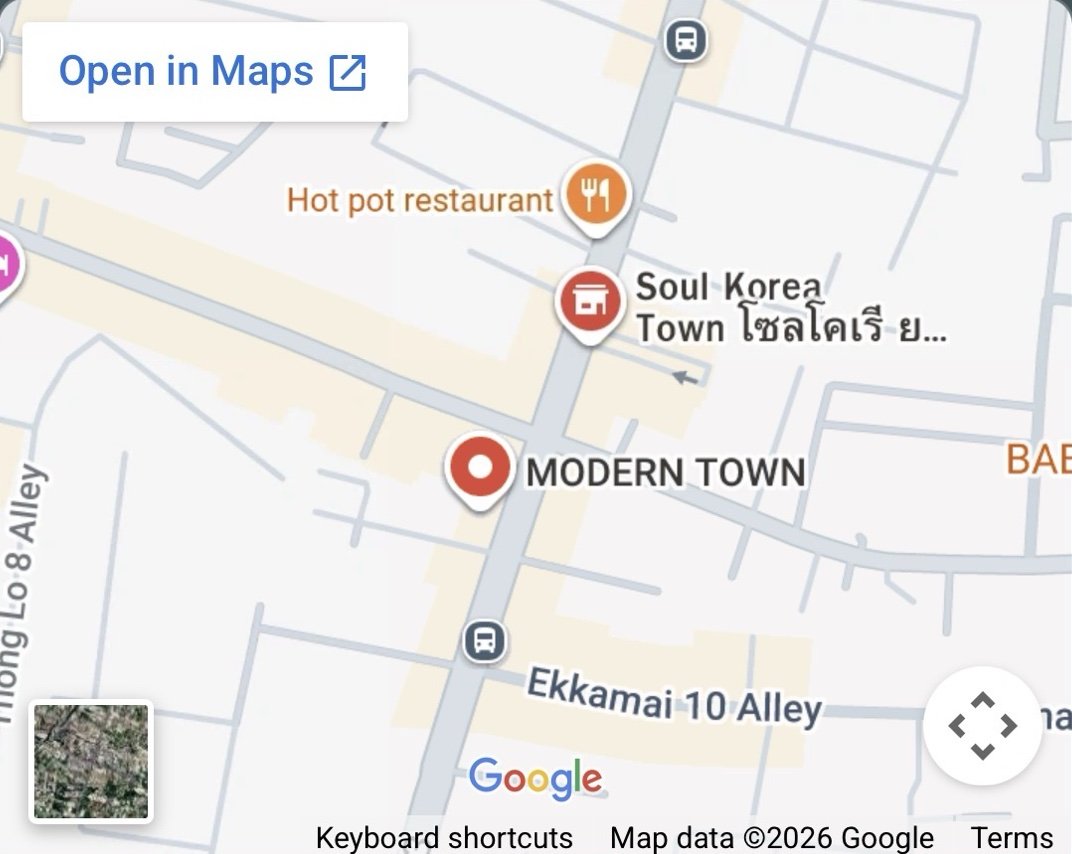 Open in Maps
Hot pot restaurant
Soul Korea
Town โซลโคเรี ย...
MODERN TOWN
BAE
Thong Lo 8 Alley
Ekkamai 10 Alley
na
Google
Keyboard shortcuts
Map data ©2026 Google
Terms